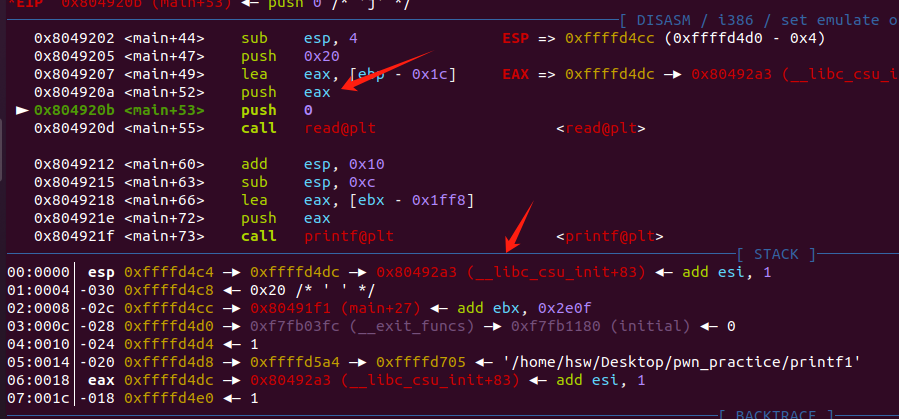 *EIP  0x804920b (main+53) ◂— push 0 /* 'j' */
[ DISASM / i386 / set emulate o
0x8049202 <main+44>    sub    esp, 4    ESP => 0xffffd4cc (0xffffd4d0 - 0x4)
0x8049205 <main+47>    push   0x20
0x8049207 <main+49>    lea    eax, [ebp - 0x1c]    EAX => 0xffffd4dc —▸ 0x80492a3 (__libc_csu_i
0x804920a <main+52>    push   eax
► 0x804920b <main+53>    push   0
0x804920d <main+55>    call   read@plt    <read@plt>
0x8049212 <main+60>    add    esp, 0x10
0x8049215 <main+63>    sub    esp, 0xc
0x8049218 <main+66>    lea    eax, [ebx - 0x1ff8]
0x804921e <main+72>    push   eax
0x804921f <main+73>    call   printf@plt    <printf@plt>
[ STACK ]
00:0000│ esp 0xffffd4c4 —▸ 0xffffd4dc —▸ 0x80492a3 (__libc_csu_init+83) ◂— add esi, 1
01:0004│-030 0xffffd4c8 ◂— 0x20 /* ' ' */
02:0008│-02c 0xffffd4cc —▸ 0x80491f1 (main+27) ◂— add ebx, 0x2e0f
03:000c│-028 0xffffd4d0 —▸ 0xf7fb03fc (__exit_funcs) —▸ 0xf7fb1180 (initial) ◂— 0
04:0010│-024 0xffffd4d4 ◂— 1
05:0014│-020 0xffffd4d8 —▸ 0xffffd5a4 —▸ 0xffffd705 ◂— '/home/hsw/Desktop/pwn_practice/printf1'
06:0018│ eax 0xffffd4dc —▸ 0x80492a3 (__libc_csu_init+83) ◂— add esi, 1
07:001c│-018 0xffffd4e0 ◂— 1
[ BACKTRACE ]